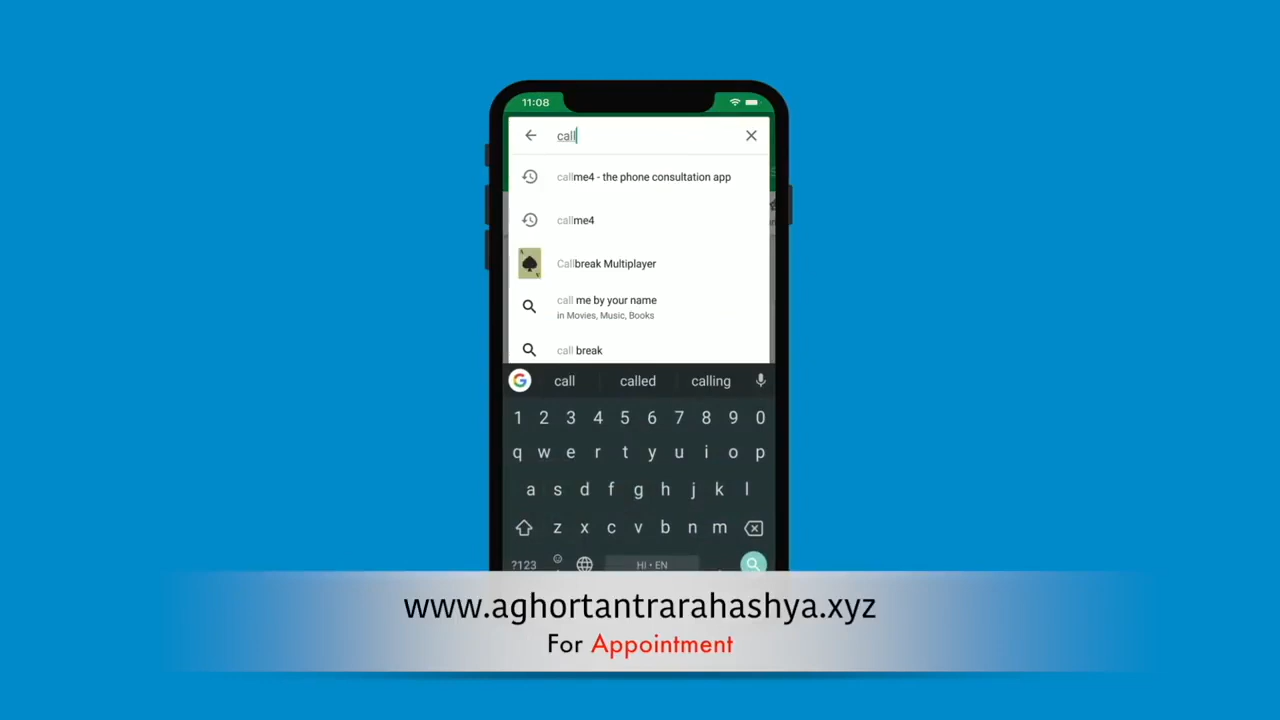 11:08
call
callme4 - the phone consultation app
callme4
Callbreak Multiplayer
call me by your name
in Movies, Music, Books
call break
call called calling
1 2 3 4 5 6 7 8 9 0
q w e r t y u i o p
a s d f g h j k l
z x c v b n m
?123 HI • EN
www.aghortantrarahashya.xyz
For Appointment